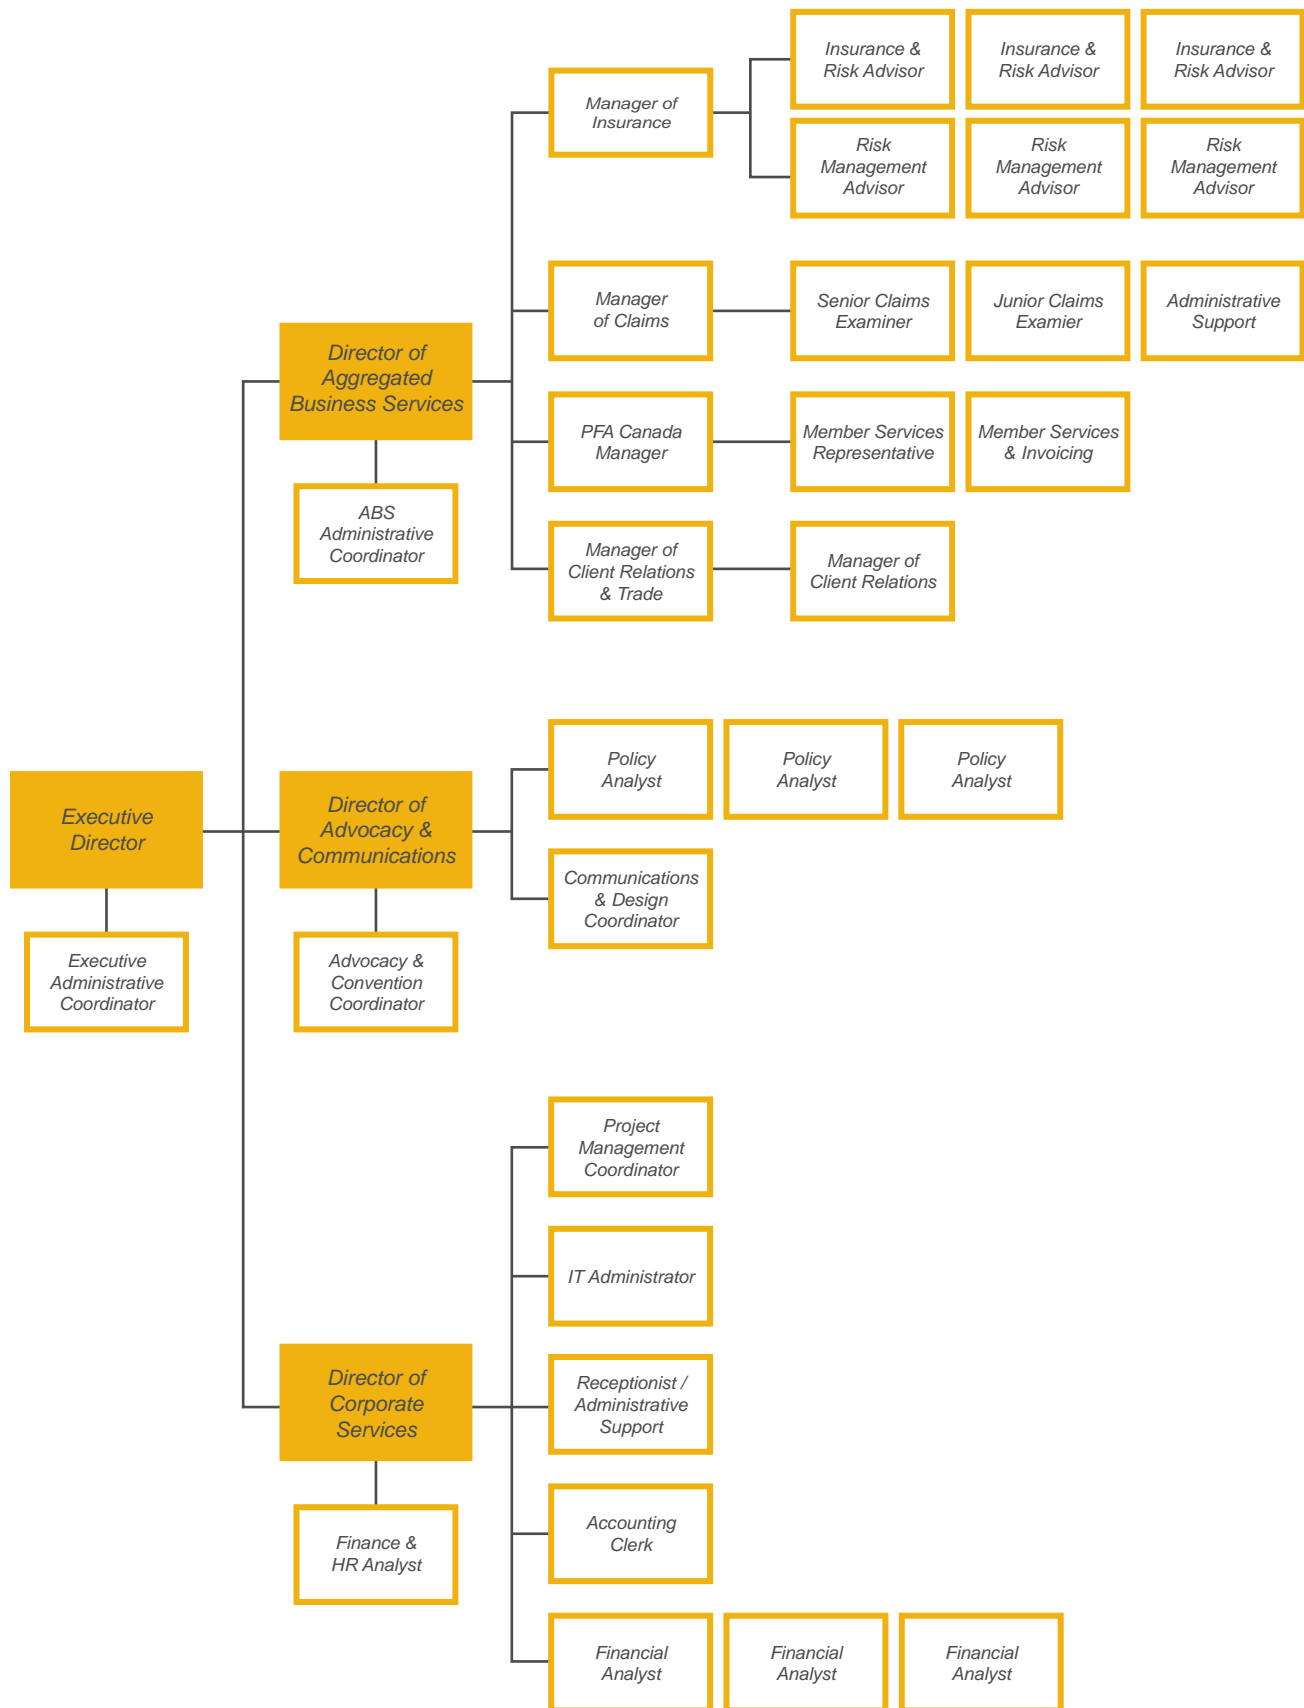 Insurance &
Risk Advisor
Insurance &
Risk Advisor
Insurance &
Risk Advisor
Manager of
Insurance
Risk
Management
Advisor
Risk
Management
Advisor
Risk
Management
Advisor
Manager
of Claims
Senior Claims
Examiner
Junior Claims
Examier
Administrative
Support
Director of
Aggregated
Business Services
PFA Canada
Manager
Member Services
Representative
Member Services
& Invoicing
ABS
Administrative
Coordinator
Manager of
Client Relations
& Trade
Manager of
Client Relations
Policy
Analyst
Policy
Analyst
Policy
Analyst
Executive
Director
Director of
Advocacy &
Communications
Communications
& Design
Coordinator
Executive
Administrative
Coordinator
Advocacy &
Convention
Coordinator
Project
Management
Coordinator
IT Administrator
Director of
Corporate
Services
Receptionist /
Administrative
Support
Finance &
HR Analyst
Accounting
Clerk
Financial
Analyst
Financial
Analyst
Financial
Analyst